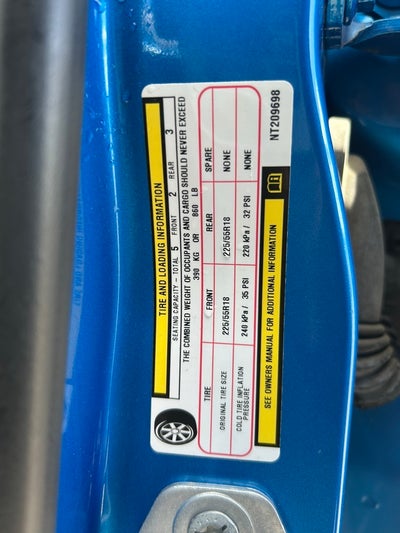 TIRE AND LOADING INFORMATION
SEATING CAPACITY - TOTAL 5 FRONT 2 REAR 3
THE COMBINED WEIGHT OF OCCUPANTS AND CARGO SHOULD NEVER EXCEED
390 KG OR 860 LB
TIRE FRONT REAR SPARE
ORIGINAL TIRE SIZE 225/55R18 225/55R18 NONE
COLD TIRE INFLATION PRESSURE 240 kPa / 35 PSI 220 kPa / 32 PSI NONE
SEE OWNERS MANUAL FOR ADDITIONAL INFORMATION
NT209698